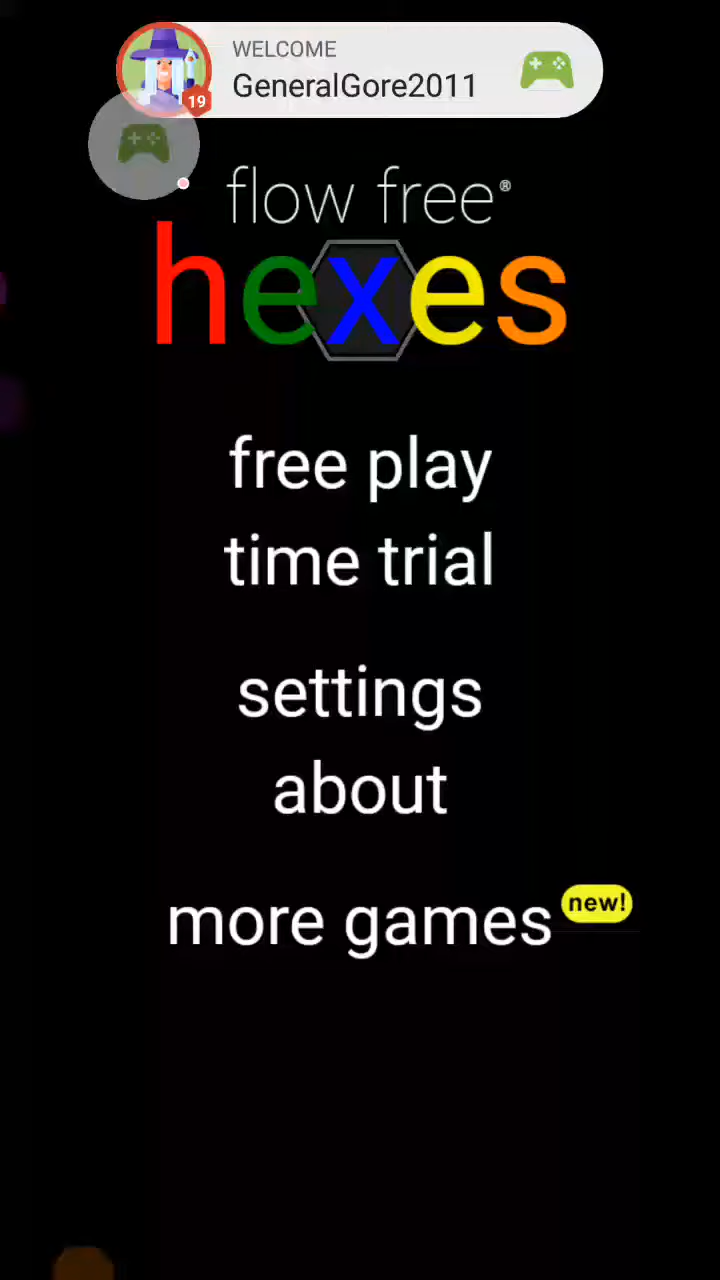 WELCOME
GeneralGore2011
19
flow free®
hexes
free play
time trial
settings
about
more games
new!